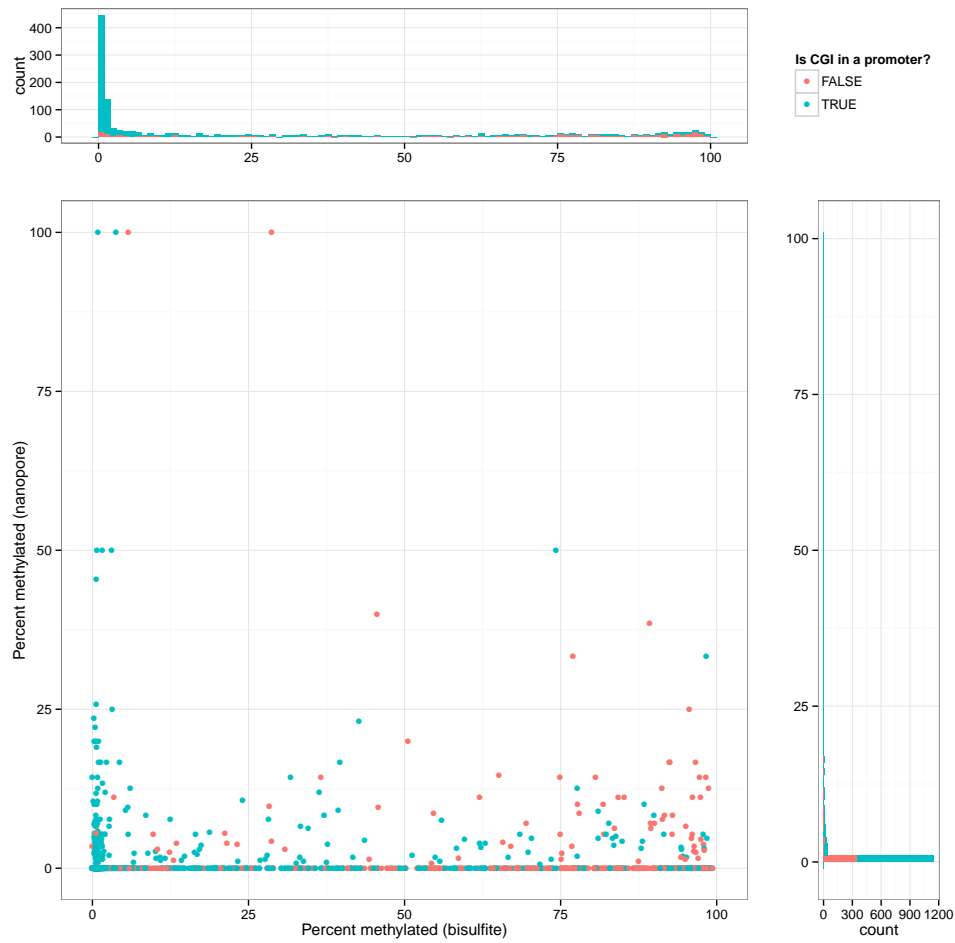 400
300
200
100
0
count
0 25 50 75 100
Is CGI in a promoter?
FALSE
TRUE
100
75
50
25
0
Percent methylated (nanopore)
0 25 50 75 100
Percent methylated (bisulfite)
100
75
50
25
0
0 300 600 900 1200
count